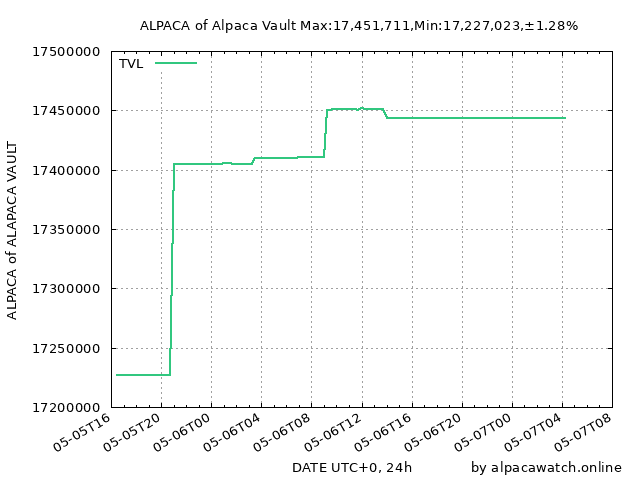 ALPACA of Alpaca Vault Max:17,451,711,Min:17,227,023,±1.28%
TVL
17500000
17450000
17400000
17350000
17300000
17250000
17200000
ALPACA of ALAPACA VAULT
05-05T16
05-05T20
05-06T00
05-06T04
05-06T08
05-06T12
05-06T16
05-06T20
05-07T00
05-07T04
05-07T08
DATE UTC+0, 24h
by alpacawatch.online